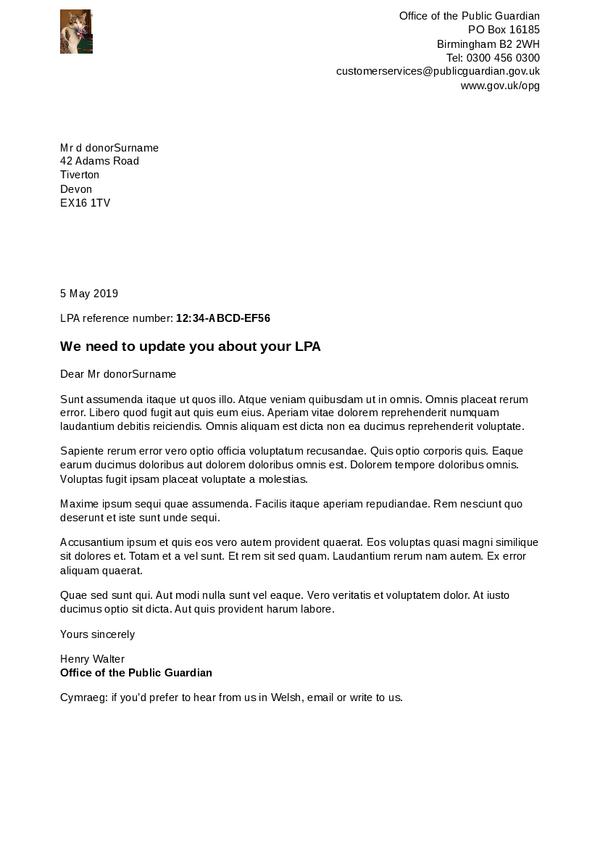 Office of the Public Guardian
PO Box 16185
Birmingham B2 2WH
Tel: 0300 456 0300
customerservices@publicguardian.gov.uk
www.gov.uk/opg
Mr d donorSurname
42 Adams Road
Tiverton
Devon
EX16 1TV
5 May 2019
LPA reference number: 12:34-ABCD-EF56
We need to update you about your LPA
Dear Mr donorSurname
Sunt assumenda itaque ut quos illo. Atque veniam quibusdam ut in omnis. Omnis placeat rerum
error. Libero quod fugit aut quis eum eius. Aperiam vitae dolorem reprehenderit numquam
laudantium debitis reiciendis. Omnis aliquam est dicta non ea ducimus reprehenderit voluptate.
Sapiente rerum error vero optio officia voluptatum recusandae. Quis optio corporis quis. Eaque
earum ducimus doloribus aut dolorem doloribus omnis est. Dolorem tempore doloribus omnis.
Voluptas fugit ipsam placeat voluptate a molestias.
Maxime ipsum sequi quae assumenda. Facilis itaque aperiam repudiandae. Rem nesciunt quo
deserunt et iste sunt unde sequi.
Accusantium ipsum et quis eos vero autem provident quaerat. Eos voluptas quasi magni similique
sit dolores et. Totam et a vel sunt. Et rem sit sed quam. Laudantium rerum nam autem. Ex error
aliquam quaerat.
Quae sed sunt qui. Aut modi nulla sunt vel eaque. Vero veritatis et voluptatem dolor. At iusto
ducimus optio sit dicta. Aut quis provident harum labore.
Yours sincerely
Henry Walter
Office of the Public Guardian
Cymraeg: if you'd prefer to hear from us in Welsh, email or write to us.